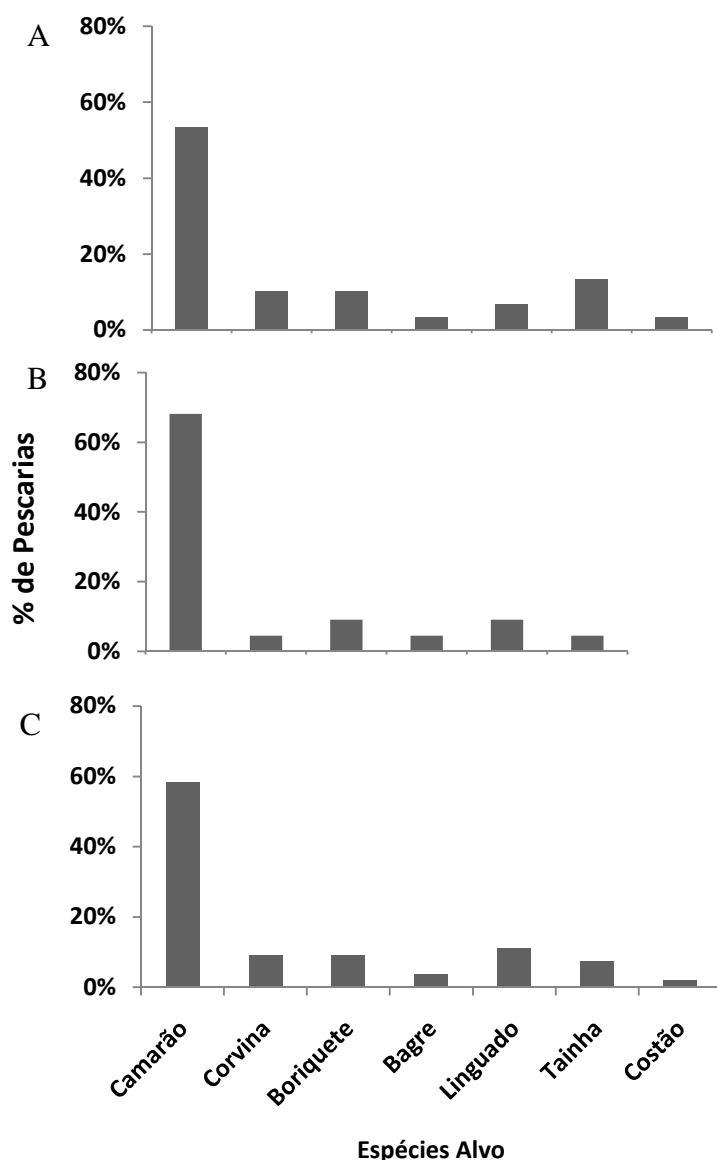 A
80%
60%
40%
20%
0%
B
80%
60%
40%
20%
0%
% de Pescarias
C
80%
60%
40%
20%
0%
Camarão
Corvina
Boriquete
Bagre
Linguado
Tainha
Costão
Espécies Alvo